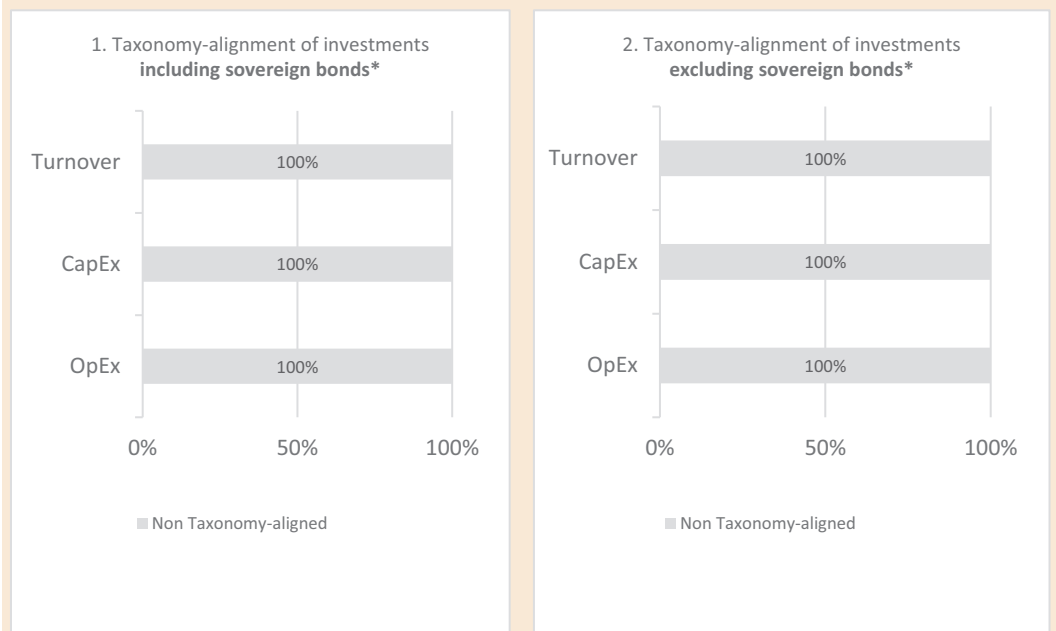 1. Taxonomy-alignment of investments
including sovereign bonds*
Turnover
100%
CapEx
100%
OpEx
100%
0% 50% 100%
Non Taxonomy-aligned
2. Taxonomy-alignment of investments
excluding sovereign bonds*
Turnover
100%
CapEx
100%
OpEx
100%
0% 50% 100%
Non Taxonomy-aligned